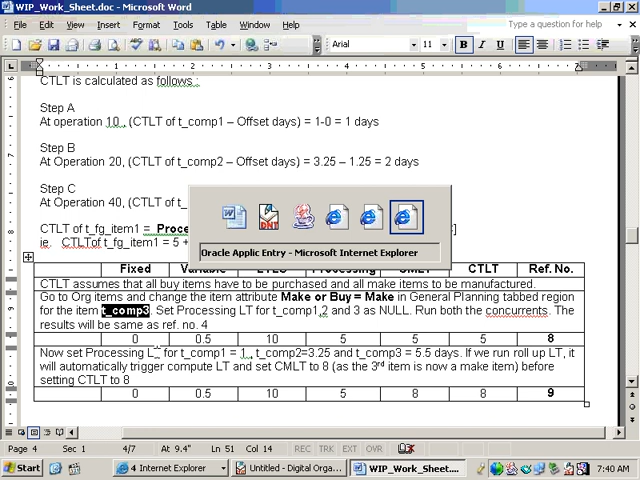 WIP_Work_Sheet.doc - Microsoft Word
File Edit View Insert Format Tools Table Window Help
Type a question for help
Arial 11 B I U
1 2 3 4 5 6 7
CTLT is calculated as follows :
Step A
At operation 10 , (CTLT of t_comp1 – Offset days) = 1-0 = 1 days
Step B
At Operation 20, (CTLT of t_comp2 – Offset days) = 3.25 – 1.25 = 2 days
Step C
At Operation 40, (CTLT of t_
CTLT of t_fg_item1 = Proce
ie. CTLTof t_fg_item1 = 5 +
Oracle Applic Entry - Microsoft Internet Explorer
Fixed CTLT Ref. No.
CTLT assumes that all buy items have to be purchased and all make items to be manufactured.
Go to Org items and change the item attribute Make or Buy = Make in General Planning tabbed region
for the item t_comp3. Set Processing LT for t_comp1,2 and 3 as NULL. Run both the concurrents. The
results will be same as ref. no. 4
0 0.5 10 5 5 5 8
Now set Processing LT for t_comp1 = 1 , t_comp2=3.25 and t_comp3 = 5.5 days. If we run roll up LT, it
will automatically trigger compute LT and set CMLT to 8 (as the 3rd item is now a make item) before
setting CTLT to 8
0 0.5 10 5 8 8 9
Page 4 Sec 1 4/7 At 9.4" Ln 51 Col 14 REC TRK EXT OVR
Start 4 Internet Explorer Untitled - Digital Orga... WIP_Work_Sheet.... 7:40 AM